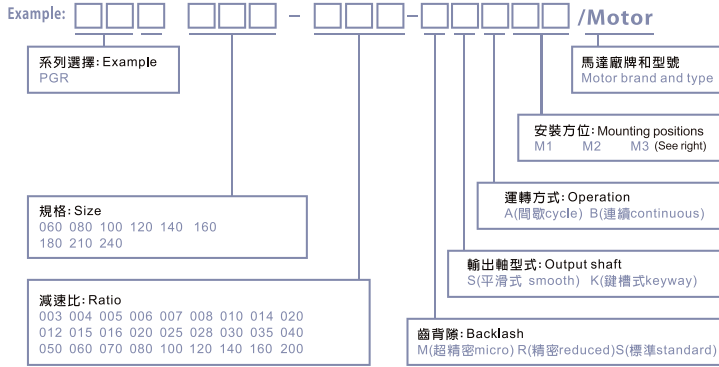 Example: □□□ □□□ - □□□-□□□□□/Motor
系列選擇: Example
PGR
馬達廠牌和型號
Motor brand and type
安裝方位: Mounting positions
M1 M2 M3 (See right)
規格: Size
060 080 100 120 140 160
180 210 240
運轉方式: Operation
A(間歇cycle) B(連續continuous)
輸出軸型式: Output shaft
S(平滑式 smooth) K(鍵槽式keyway)
減速比: Ratio
003 004 005 006 007 008 010 014 020
012 015 016 020 025 028 030 035 040
050 060 070 080 100 120 140 160 200
齒背隙: Backlash
M(超精密micro) R(精密reduced)S(標準standard)